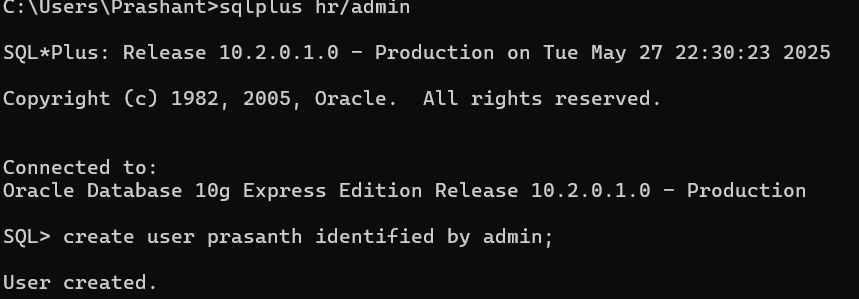 C:\Users\Prashant>sqlplus hr/admin
SQL*Plus: Release 10.2.0.1.0 - Production on Tue May 27 22:30:23 2025
Copyright (c) 1982, 2005, Oracle.  All rights reserved.
Connected to:
Oracle Database 10g Express Edition Release 10.2.0.1.0 - Production
SQL> create user prasanth identified by admin;
User created.